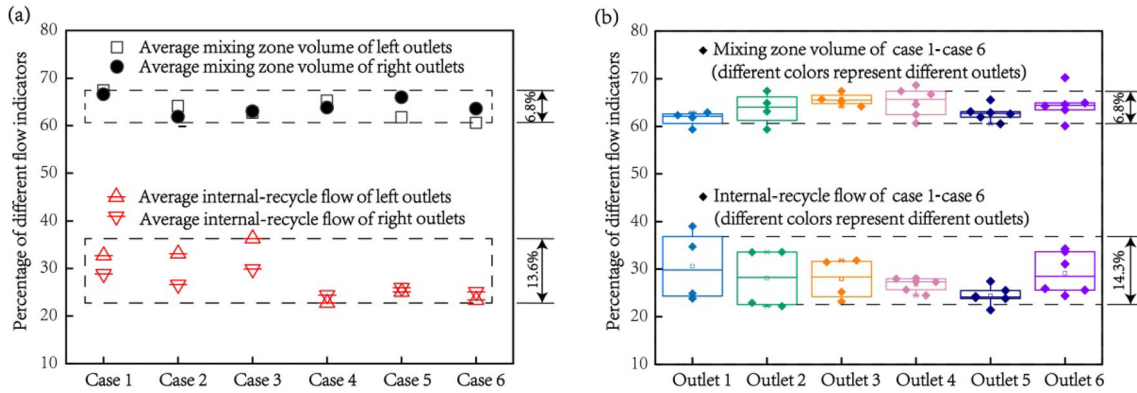 (a)
Percentage of different flow indicators
80
70
60
50
40
30
20
10
Average mixing zone volume of left outlets
Average mixing zone volume of right outlets
6.8%
Average internal-recycle flow of left outlets
Average internal-recycle flow of right outlets
13.6%
Case 1 Case 2 Case 3 Case 4 Case 5 Case 6
(b)
Percentage of different flow indicators
80
70
60
50
40
30
20
10
Mixing zone volume of case 1-case 6
(different colors represent different outlets)
6.8%
Internal-recycle flow of case 1-case 6
(different colors represent different outlets)
14.3%
Outlet 1 Outlet 2 Outlet 3 Outlet 4 Outlet 5 Outlet 6